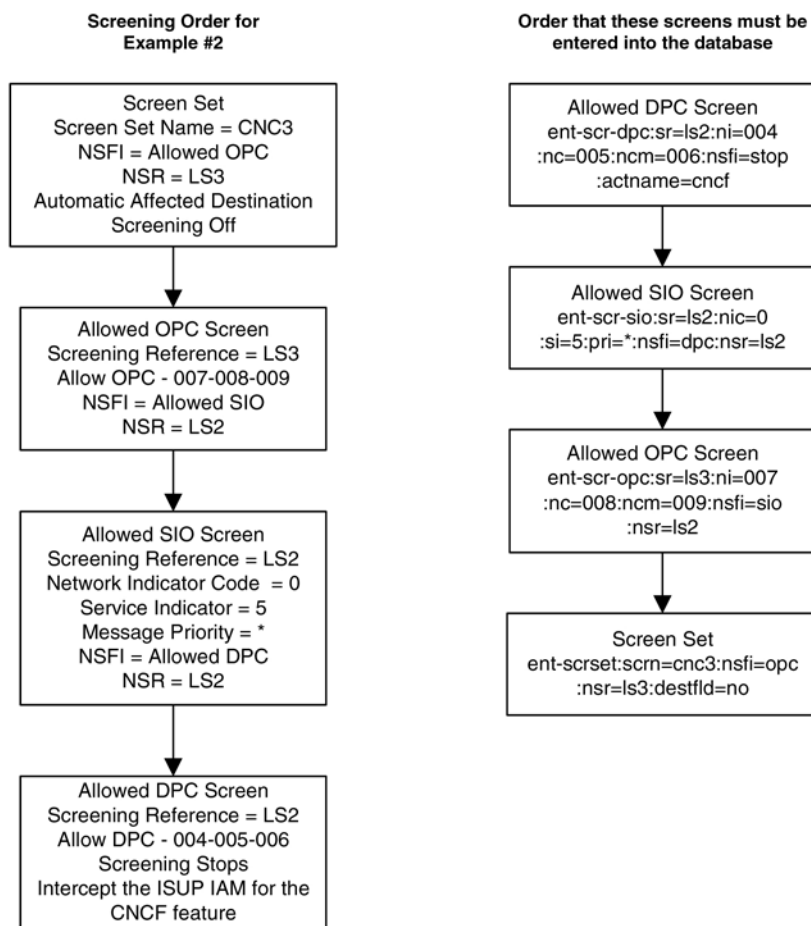 Screening Order for
Example #2
Screen Set
Screen Set Name = CNC3
NSFI = Allowed OPC
NSR = LS3
Automatic Affected Destination
Screening Off
Allowed OPC Screen
Screening Reference = LS3
Allow OPC - 007-008-009
NSFI = Allowed SIO
NSR = LS2
Allowed SIO Screen
Screening Reference = LS2
Network Indicator Code = 0
Service Indicator = 5
Message Priority = *
NSFI = Allowed DPC
NSR = LS2
Allowed DPC Screen
Screening Reference = LS2
Allow DPC - 004-005-006
Screening Stops
Intercept the ISUP IAM for the
CNCF feature
Order that these screens must be
entered into the database
Allowed DPC Screen
ent-scr-dpc:sr=ls2:ni=004
:nc=005:ncm=006:nsfi=stop
:actname=cncf
Allowed SIO Screen
ent-scr-sio:sr=ls2:nic=0
:si=5:pri=*:nsfi=dpc:nsr=ls2
Allowed OPC Screen
ent-scr-opc:sr=ls3:ni=007
:nc=008:ncm=009:nsfi=sio
:nsr=ls2
Screen Set
ent-scrset:scrn=cnc3:nsfi=opc
:nsr=ls3:destfld=no